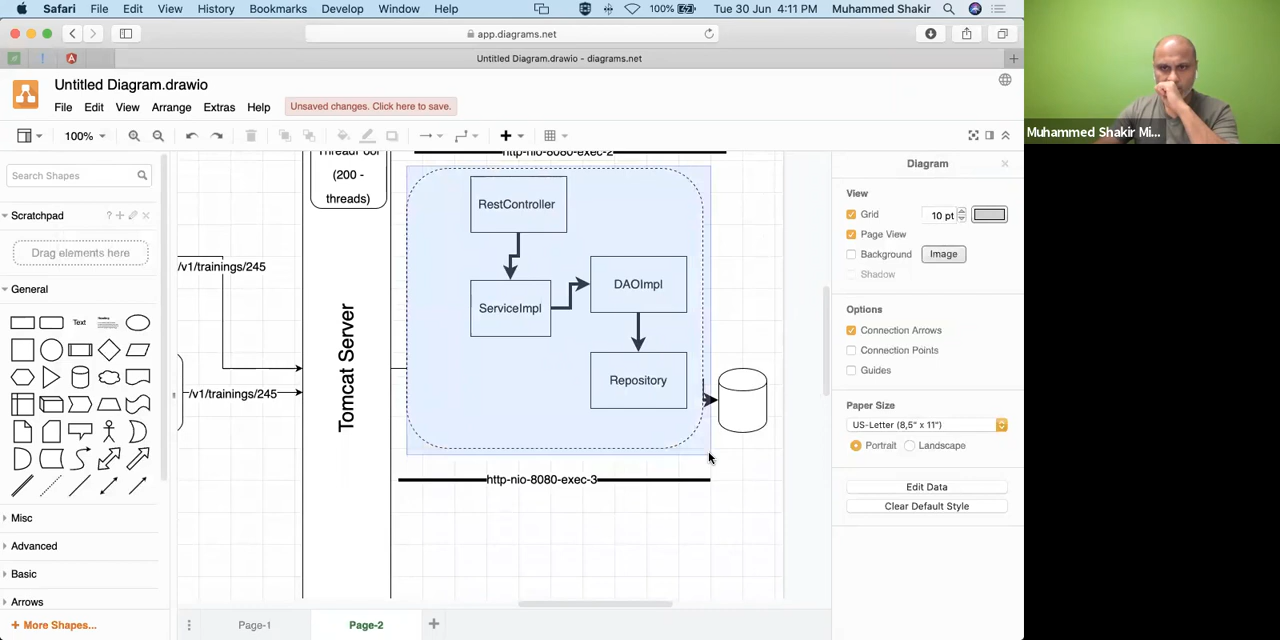 Safari File Edit View History Bookmarks Develop Window Help 100% Tue 30 Jun 4:11 PM Muhammed Shakir
app.diagrams.net
Untitled Diagram.drawio - diagrams.net
Untitled Diagram.drawio
File Edit View Arrange Extras Help Unsaved changes. Click here to save.
100%
Search Shapes
Scratchpad
Drag elements here
General
Text
Misc
Advanced
Basic
Arrows
+ More Shapes...
(200 -
threads)
http-nio-8080-exec-2
RestController
ServiceImpl
DAOImpl
Repository
/v1/trainings/245
/v1/trainings/245
Tomcat Server
http-nio-8080-exec-3
Page-1
Page-2
Diagram
View
Grid 10 pt
Page View
Background Image
Shadow
Options
Connection Arrows
Connection Points
Guides
Paper Size
US-Letter (8,5" x 11")
Portrait Landscape
Edit Data
Clear Default Style
Muhammed Shakir Mi...